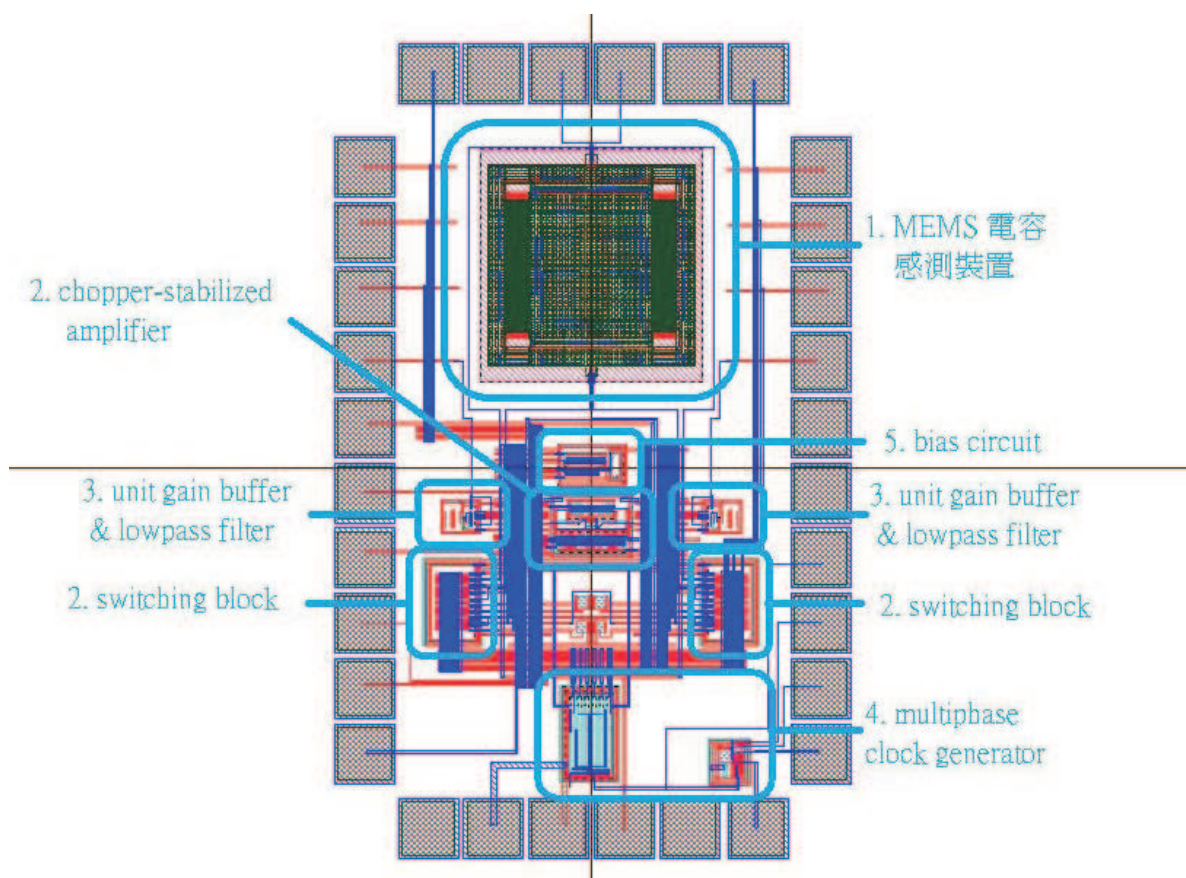 1. MEMS 電容
感測裝置
2. chopper-stabilized
amplifier
5. bias circuit
3. unit gain buffer
& lowpass filter
3. unit gain buffer
& lowpass filter
2. switching block
2. switching block
4. multiphase
clock generator